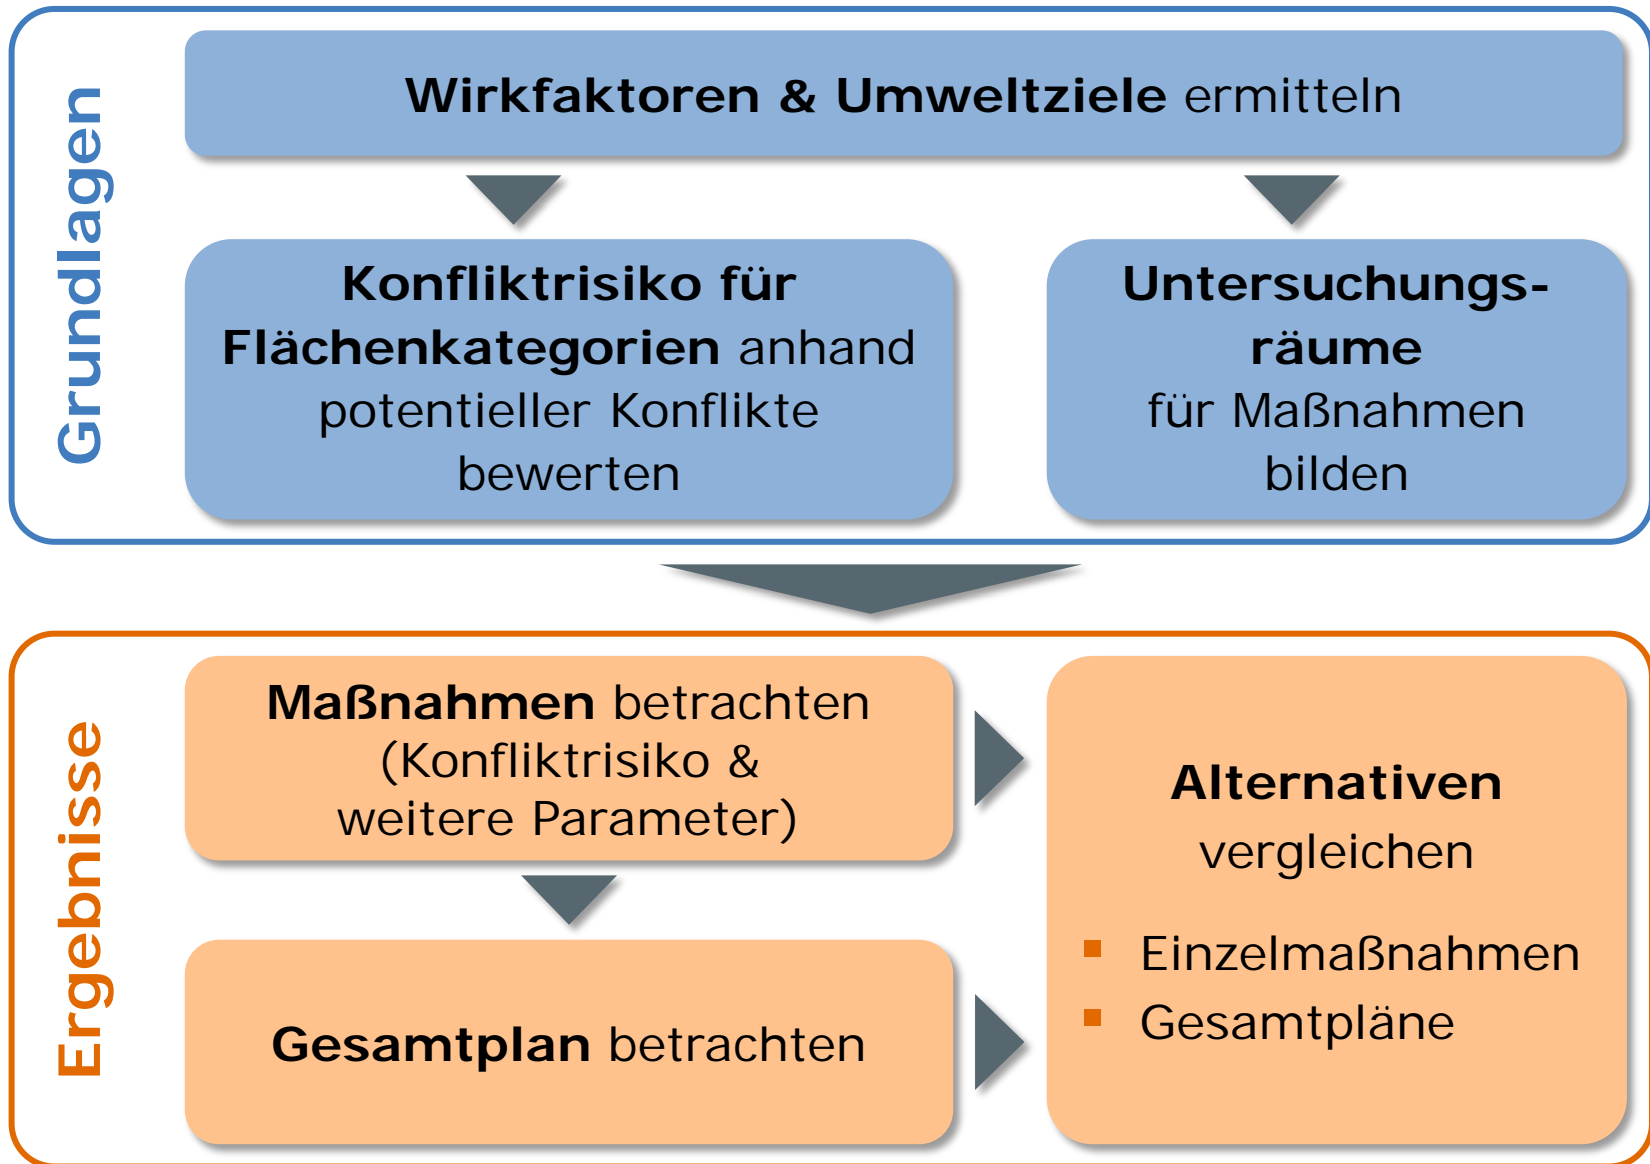 Grundlagen
Wirkfaktoren & Umweltziele ermitteln
Konfliktrisiko für
Flächenkategorien anhand
potentieller Konflikte
bewerten
Untersuchungs-
räume
für Maßnahmen
bilden
Ergebnisse
Maßnahmen betrachten
(Konfliktrisiko &
weitere Parameter)
Gesamtplan betrachten
Alternativen
vergleichen
▪ Einzelmaßnahmen
▪ Gesamtpläne